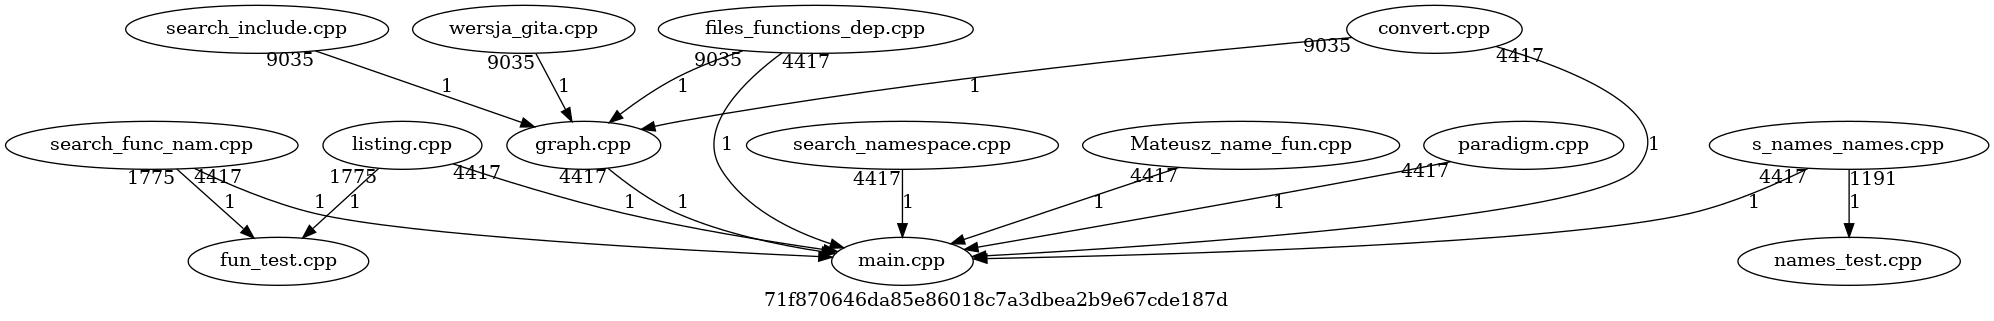 search_include.cpp
wersja_gita.cpp
files_functions_dep.cpp
convert.cpp
9035
9035
9035
4417
9035
4417
1
1
1
1
search_func_nam.cpp
listing.cpp
graph.cpp
1
search_namespace.cpp
Mateusz_name_fun.cpp
paradigm.cpp
1
s_names_names.cpp
1775
4417
1775
4417
4417
4417
4417
4417
4417
1191
1
1
1
1
1
1
1
1
1
1
fun_test.cpp
main.cpp
names_test.cpp
71f870646da85e86018c7a3dbea2b9e67cde187d